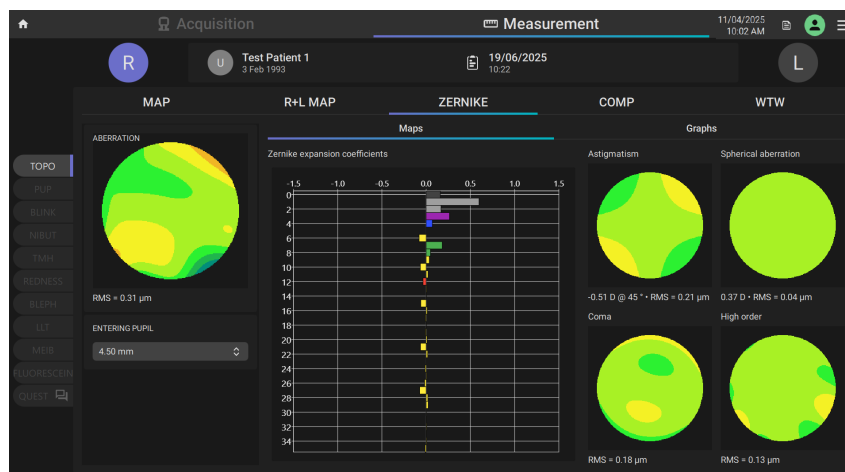 Acquisition
Measurement
11/04/2025
10:02 AM
R
U
Test Patient 1
3 Feb 1993
19/06/2025
10:22
L
MAP
R+L MAP
ZERNIKE
COMP
WTW
Maps
Graphs
TOPO
PUP
BLINK
NIBUT
TMH
REDNESS
BLEPH
LLT
MEIB
FLUORESCEIN
QUEST
ABERRATION
RMS = 0.31 µm
ENTERING PUPIL
4.50 mm
Zernike expansion coefficients
-1.5 -1.0 -0.5 0.0 0.5 1.0 1.5
0
2
4
6
8
10
12
14
16
18
20
22
24
26
28
30
32
34
Astigmatism
-0.51 D @ 45 ° • RMS = 0.21 µm
Spherical aberration
0.37 D • RMS = 0.04 µm
Coma
RMS = 0.18 µm
High order
RMS = 0.13 µm